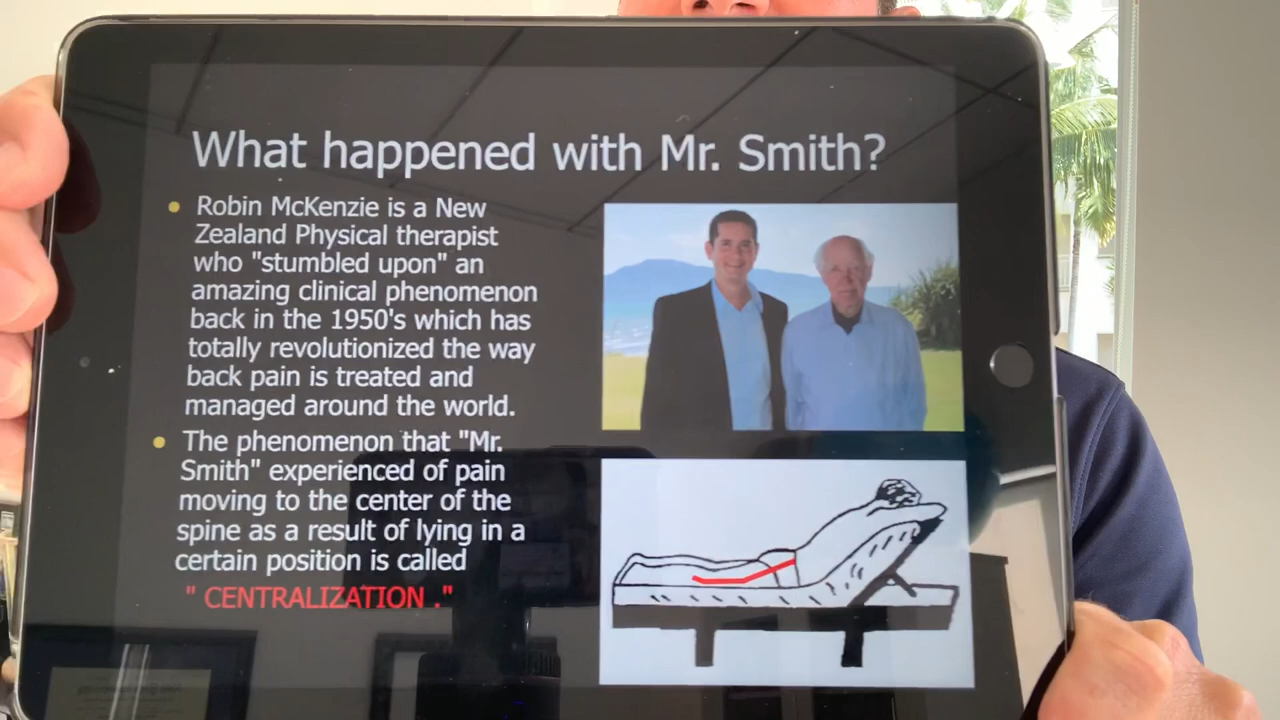 What happened with Mr. Smith?
Robin McKenzie is a New
Zealand Physical therapist
who "stumbled upon" an
amazing clinical phenomenon
back in the 1950's which has
totally revolutionized the way
back pain is treated and
managed around the world.
The phenomenon that "Mr.
Smith" experienced of pain
moving to the center of the
spine as a result of lying in a
certain position is called
" CENTRALIZATION ."